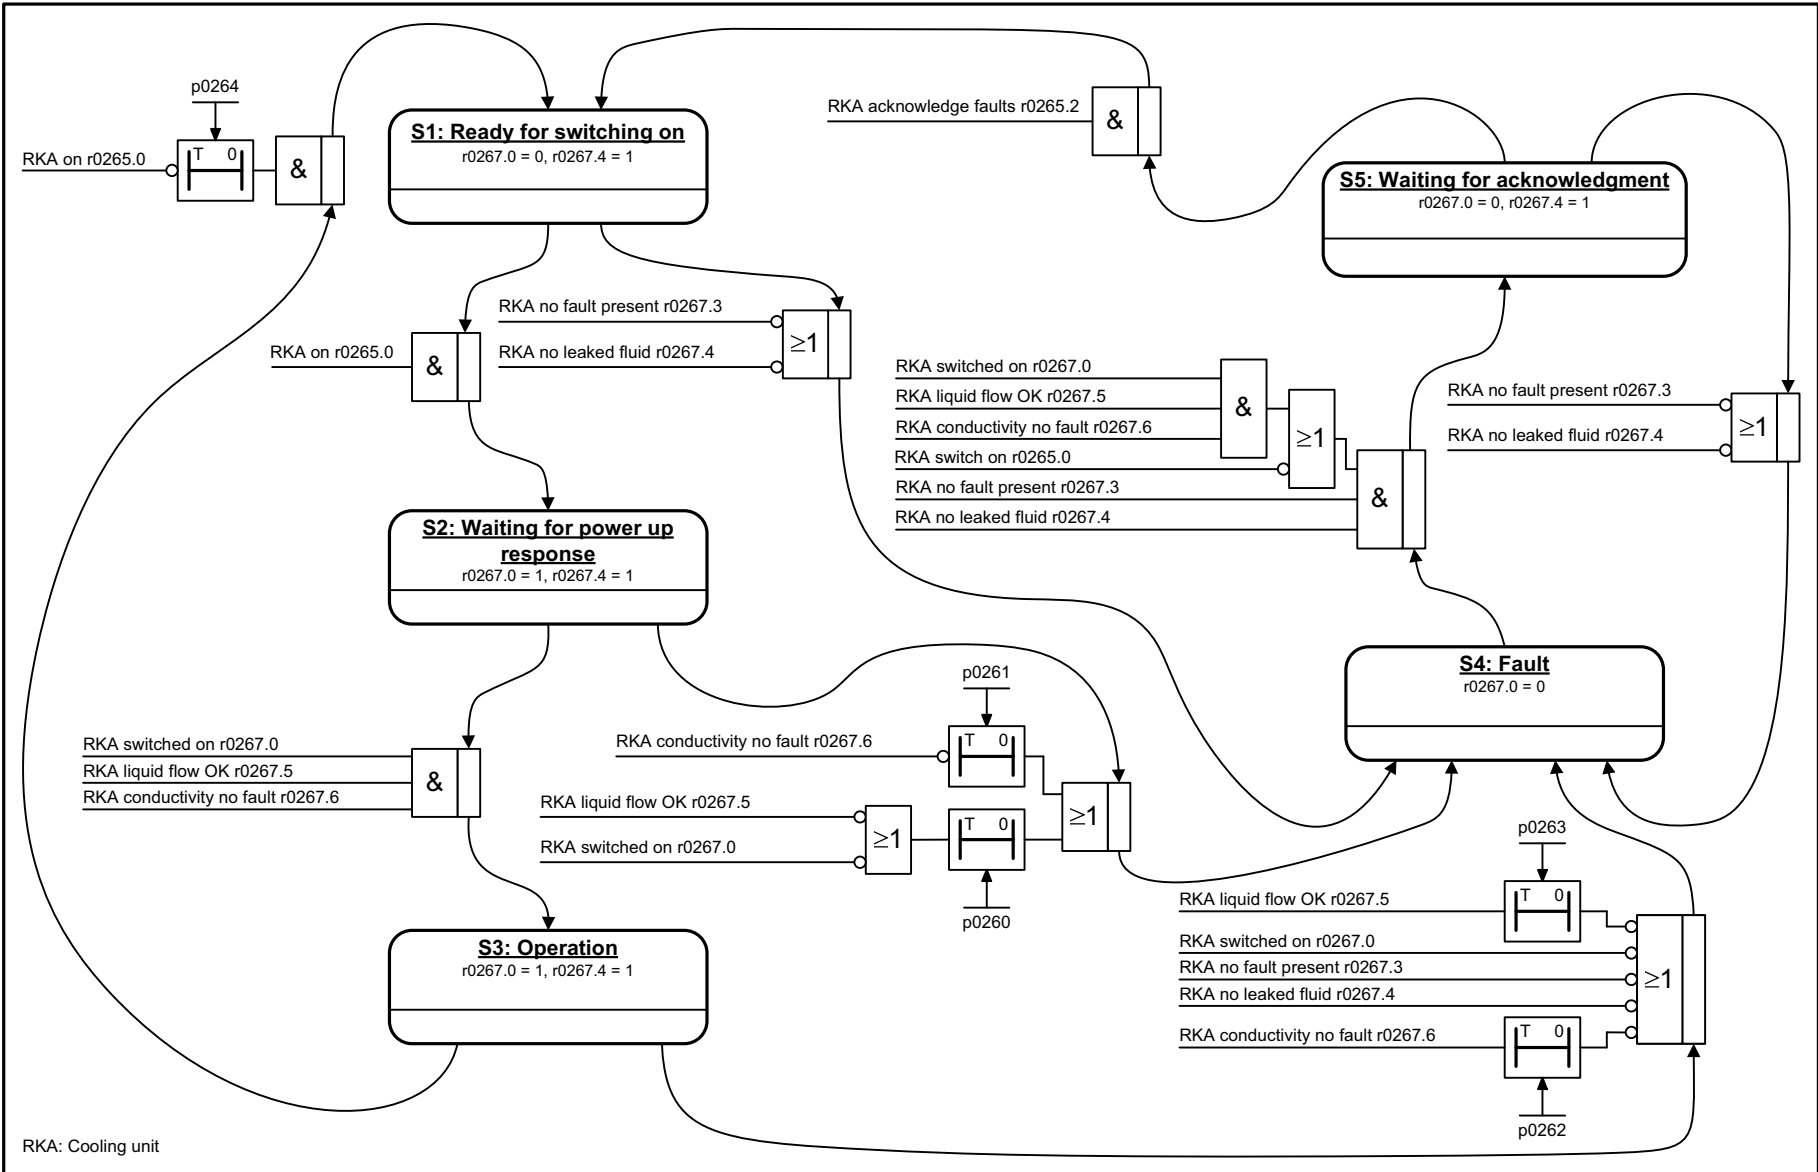 p0264
RKA on r0265.0
T 0
&
S1: Ready for switching on
r0267.0 = 0, r0267.4 = 1
RKA acknowledge faults r0265.2
&
S5: Waiting for acknowledgment
r0267.0 = 0, r0267.4 = 1
RKA on r0265.0
&
RKA no fault present r0267.3
RKA no leaked fluid r0267.4
≥1
RKA switched on r0267.0
RKA liquid flow OK r0267.5
RKA conductivity no fault r0267.6
&
RKA switch on r0265.0
≥1
RKA no fault present r0267.3
RKA no leaked fluid r0267.4
&
RKA no fault present r0267.3
RKA no leaked fluid r0267.4
≥1
S2: Waiting for power up
response
r0267.0 = 1, r0267.4 = 1
S4: Fault
r0267.0 = 0
RKA switched on r0267.0
RKA liquid flow OK r0267.5
RKA conductivity no fault r0267.6
&
p0261
RKA conductivity no fault r0267.6
T 0
RKA liquid flow OK r0267.5
RKA switched on r0267.0
≥1
T 0
p0260
≥1
S3: Operation
r0267.0 = 1, r0267.4 = 1
p0263
RKA liquid flow OK r0267.5
T 0
RKA switched on r0267.0
RKA no fault present r0267.3
RKA no leaked fluid r0267.4
≥1
RKA conductivity no fault r0267.6
T 0
p0262
RKA: Cooling unit